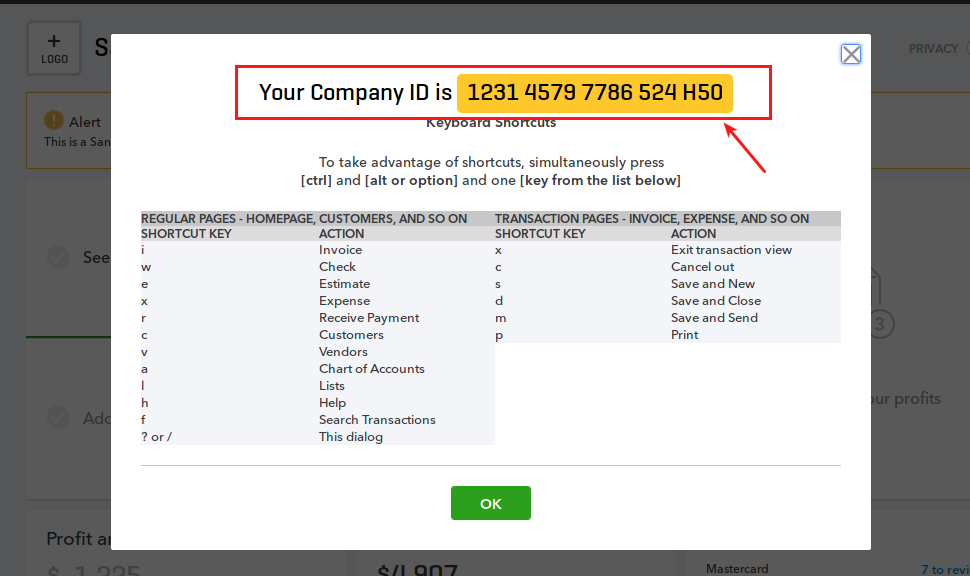 +
LOGO
PRIVACY
Your Company ID is 1231 4579 7786 524 H50
Keyboard Shortcuts
! Alert
This is a San
To take advantage of shortcuts, simultaneously press
[ctrl] and [alt or option] and one [key from the list below]
REGULAR PAGES - HOMEPAGE, CUSTOMERS, AND SO ON TRANSACTION PAGES - INVOICE, EXPENSE, AND SO ON
SHORTCUT KEY ACTION SHORTCUT KEY ACTION
i Invoice x Exit transaction view
w Check c Cancel out
e Estimate s Save and New
x Expense d Save and Close
r Receive Payment m Save and Send
c Customers p Print
v Vendors
a Chart of Accounts
l Lists
h Help
f Search Transactions
? or / This dialog
See
3
Add
our profits
OK
Profit a
$ 1,225
$4,907
Mastercard
7 to revi